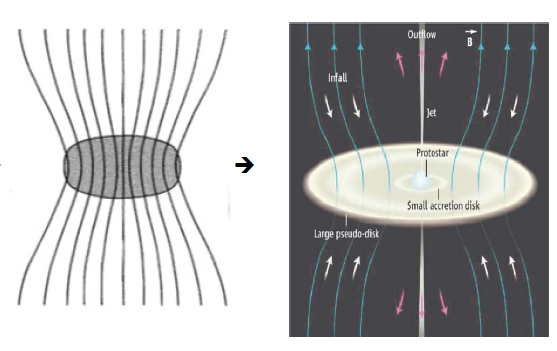 Outflow
B
Infall
Jet
Protostar
Small accretion disk
Large pseudo-disk